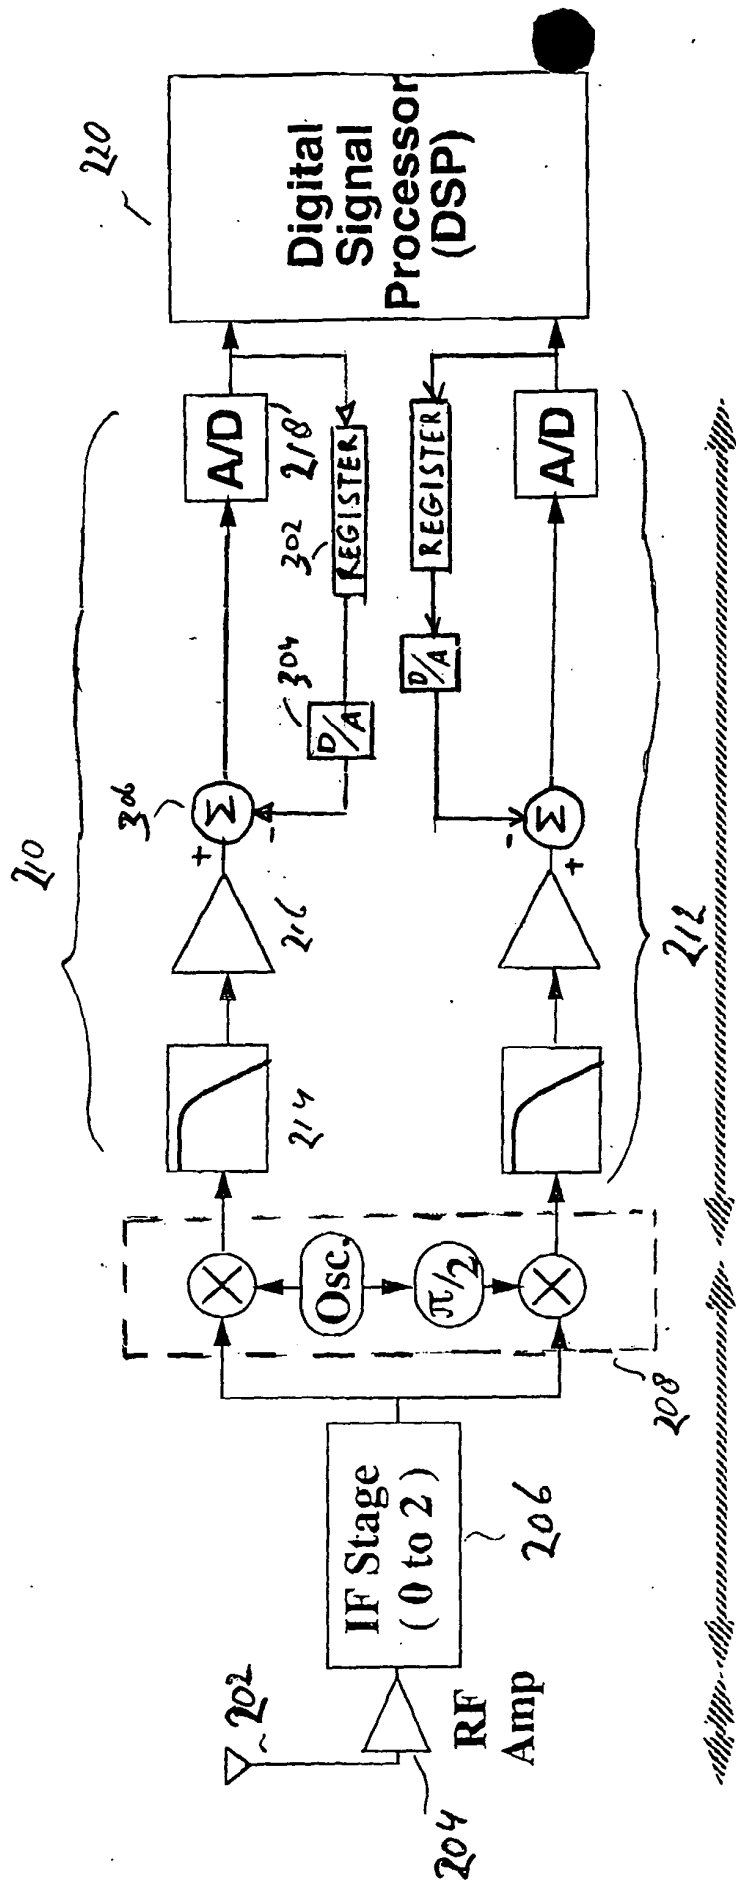 202
204
RF
Amp
IF Stage
( 0 to 2 )
206
208
Osc.
π/2
210
214
216
+
-
Σ
306
D/A
304
REGISTER
302
A/D
218
212
+
-
Σ
D/A
REGISTER
A/D
220
Digital
Signal
Processor
(DSP)